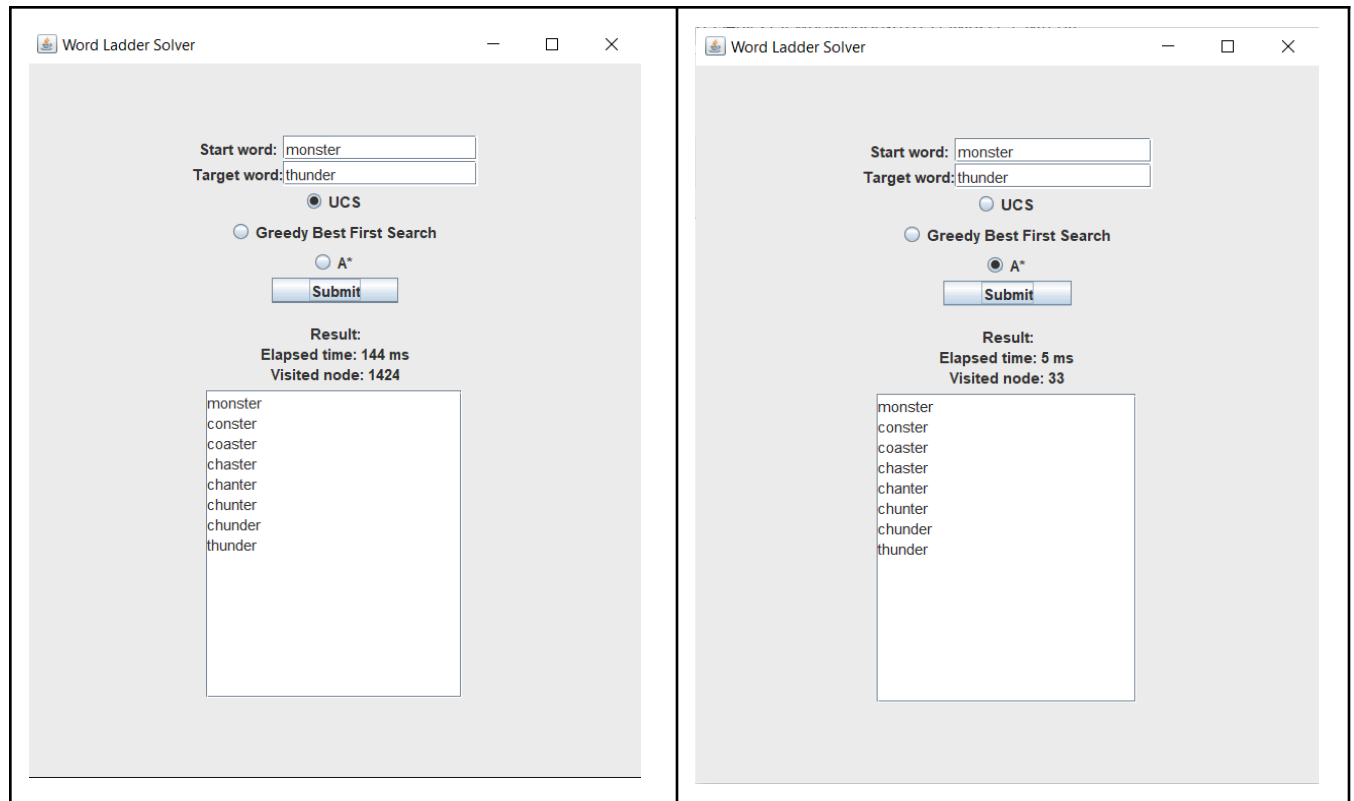 Word Ladder Solver
Start word: monster
Target word: thunder
UCS
Greedy Best First Search
A*
Submit
Result:
Elapsed time: 144 ms
Visited node: 1424
monster
conster
coaster
chaster
chanter
chunter
chunder
thunder
Word Ladder Solver
Start word: monster
Target word: thunder
UCS
Greedy Best First Search
A*
Submit
Result:
Elapsed time: 5 ms
Visited node: 33
monster
conster
coaster
chaster
chanter
chunter
chunder
thunder